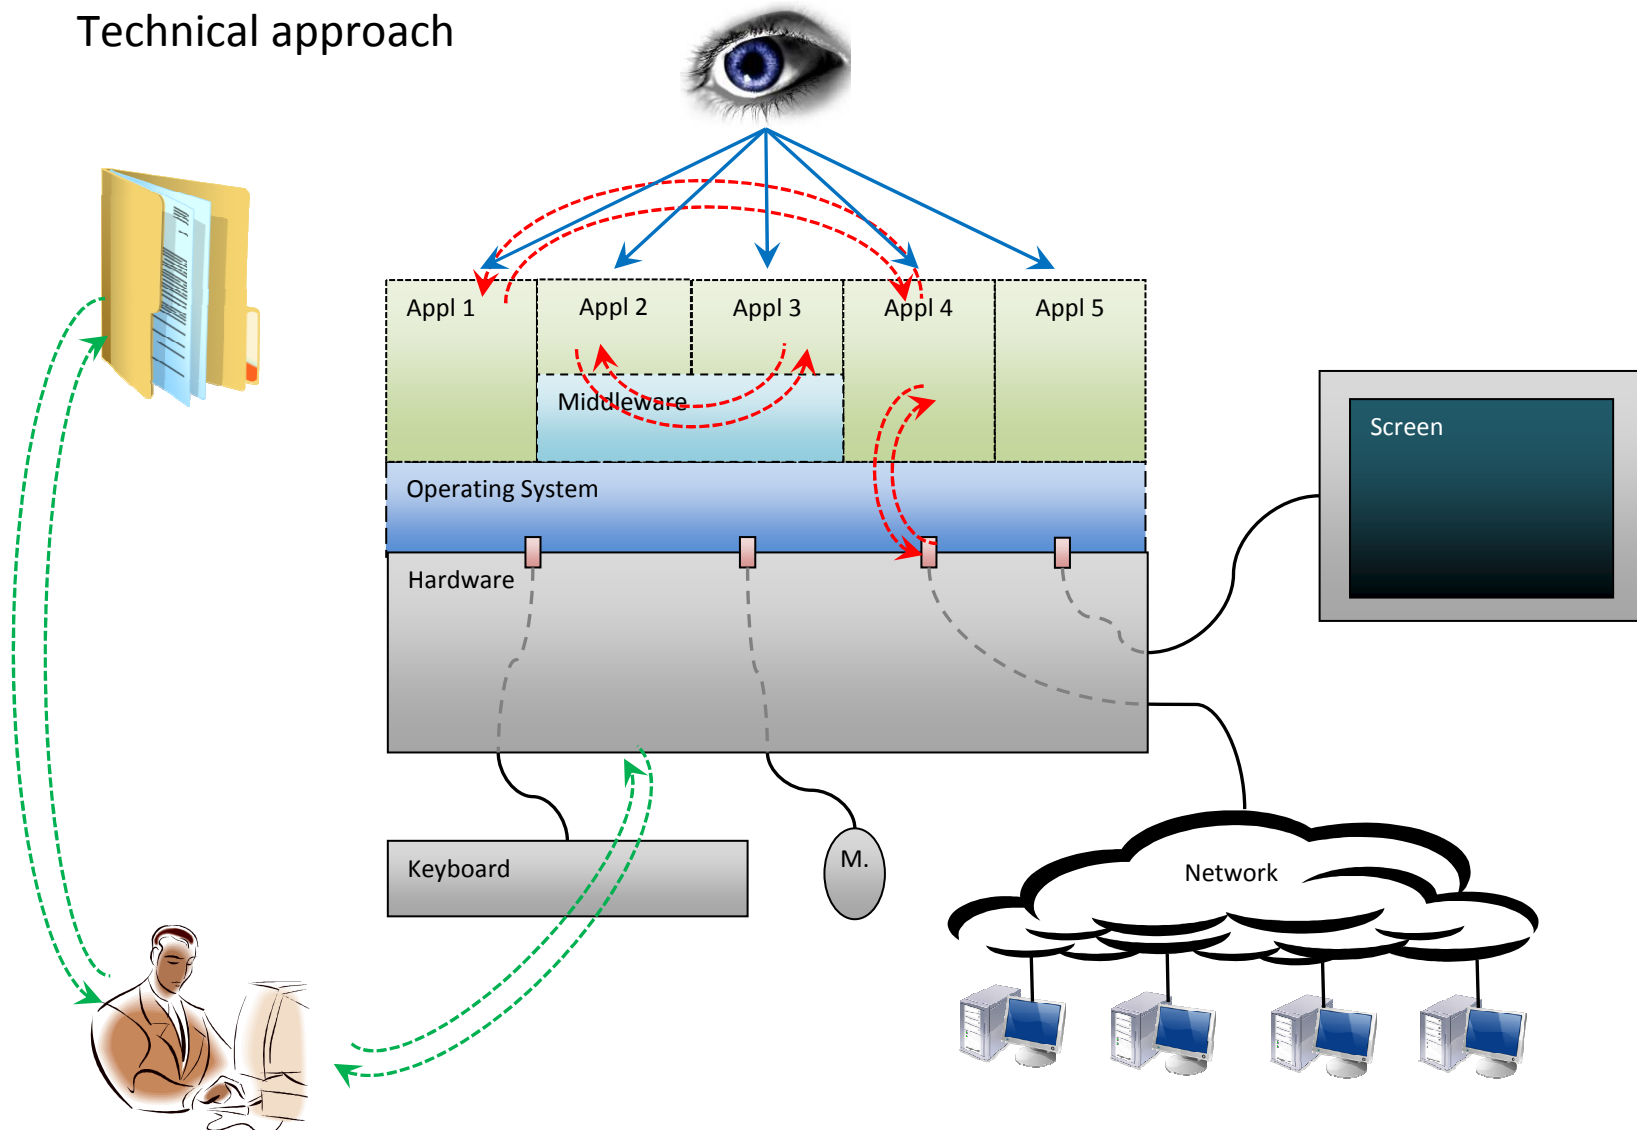 Technical approach
Appl 1
Appl 2
Appl 3
Appl 4
Appl 5
Middleware
Screen
Operating System
Hardware
Keyboard
M.
Network